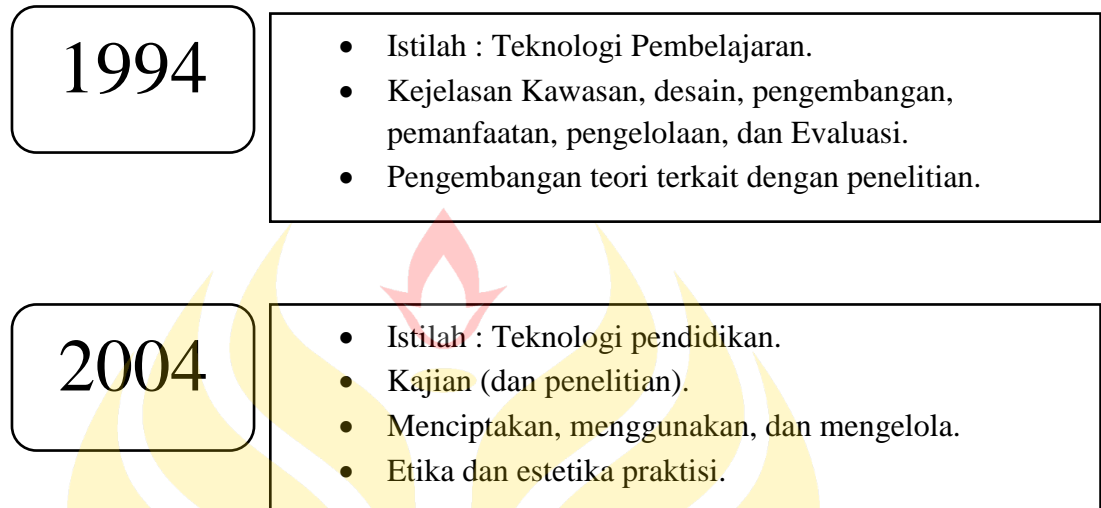 1994
• Istilah : Teknologi Pembelajaran.
• Kejelasan Kawasan, desain, pengembangan,
pemanfaatan, pengelolaan, dan Evaluasi.
• Pengembangan teori terkait dengan penelitian.
2004
• Istilah : Teknologi pendidikan.
• Kajian (dan penelitian).
• Menciptakan, menggunakan, dan mengelola.
• Etika dan estetika praktisi.